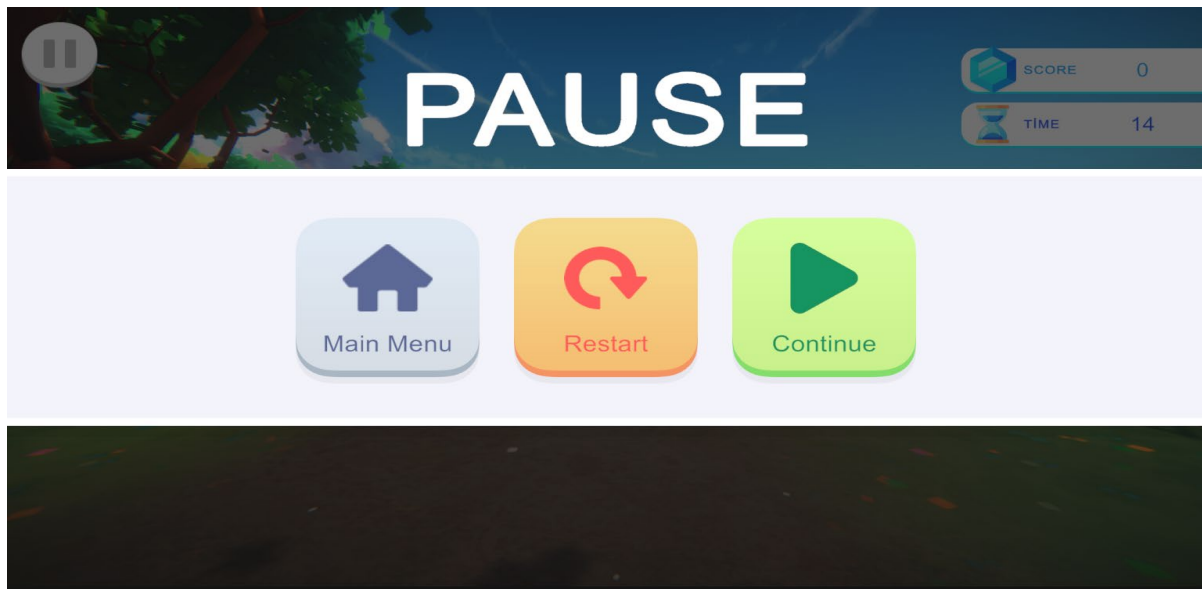 PAUSE
SCORE 0
TİME 14
Main Menu
Restart
Continue